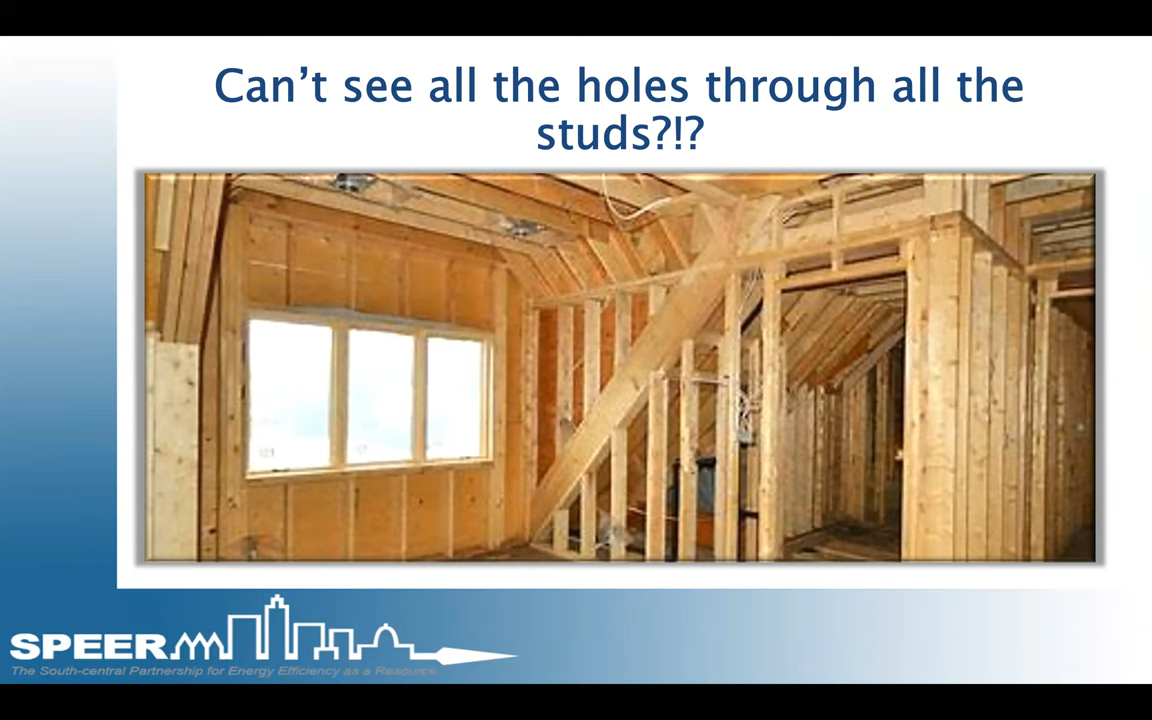 Can’t see all the holes through all the
studs?!?
SPEER
The South-central Partnership for Energy Efficiency as a Resource